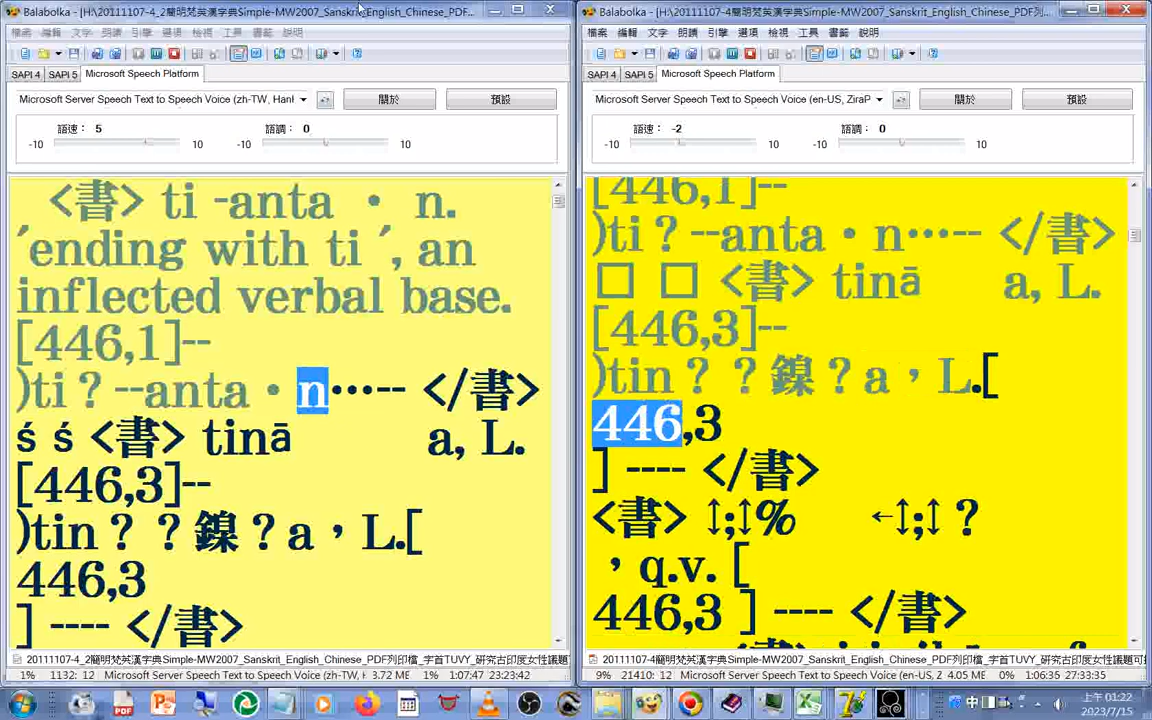 Balabolka - [H:\20111107-4_2簡明梵英漢字典Simple-MW2007_Sanskrit_English_Chinese_PDF...
檔案 編輯 文字 朗讀 引擎 選項 檢視 工具 書籤 說明
SAPI 4 SAPI 5 Microsoft Speech Platform
Microsoft Server Speech Text to Speech Voice (zh-TW, Hanl
關於 預設
語速： 5 語調： 0
-10 10 -10 10
<書> ti -anta ・ n.
ˊending with ti ˊ, an
inflected verbal base.
[446,1]--
)ti？--anta・n…-- </書>
ś ś <書> tinā a, L.
[446,3]--
)tin？？鎳？a，L.[
446,3
] ---- </書>
20111107-4_2簡明梵英漢字典Simple-MW2007_Sanskrit_English_Chinese_PDF列印檔_字首TUVY_研究古印度女性議題
1% 1132: 12 Microsoft Server Speech Text to Speech Voice (zh-TW, H 3.72 ME 1% 1:07:47 23:23:42
Balabolka - [H:\20111107-4簡明梵英漢字典Simple-MW2007_Sanskrit_English_Chinese_PDF列...
檔案 編輯 文字 朗讀 引擎 選項 檢視 工具 書籤 說明
SAPI 4 SAPI 5 Microsoft Speech Platform
Microsoft Server Speech Text to Speech Voice (en-US, ZiraP
關於 預設
語速： -2 語調： 0
-10 10 -10 10
[446,1]--
)ti？--anta・n…-- </書>
□ □ <書> tinā a, L.
[446,3]--
)tin？？鎳？a，L.[
446,3
] ---- </書>
<書> ↕;↕% ←↕;↕？
，q.v. [
446,3 ] ---- </書>
20111107-4簡明梵英漢字典Simple-MW2007_Sanskrit_English_Chinese_PDF列印檔_字首TUVY_研究古印度女性議題可
9% 21410: 12 Microsoft Server Speech Text to Speech Voice (en-US, Z 4.05 ME 0% 1:06:35 27:33:35
上午 01:22
2023/7/15